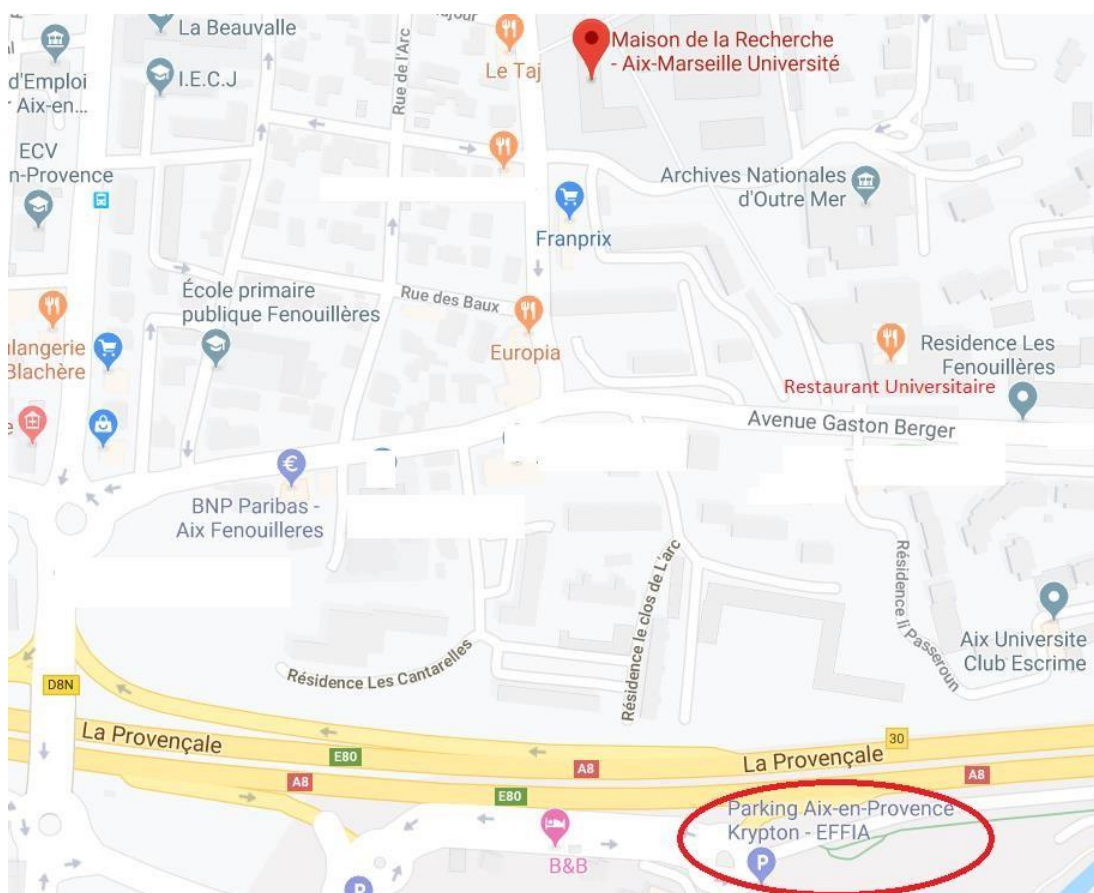 La Beauvalle
Maison de la Recherche
- Aix-Marseille Université
d'Emploi
Aix-en...
I.E.C.J
Rue de l'Arc
Le Taj
ECV
n-Provence
Archives Nationales
d'Outre Mer
Franprix
École primaire
publique Fenouillères
Rue des Baux
Europia
langerie
Blachère
Residence Les
Fenouillères
Restaurant Universitaire
Avenue Gaston Berger
BNP Paribas -
Aix Fenouilleres
Résidence le clos de L'arc
Résidence li Passeroun
Aix Universite
Club Escrime
Résidence Les Cantarelles
D8N
La Provençale
E80
A8
30
La Provençale
A8
A8
E80
Parking Aix-en-Provence
Krypton - EFFIA
B&B
P
P